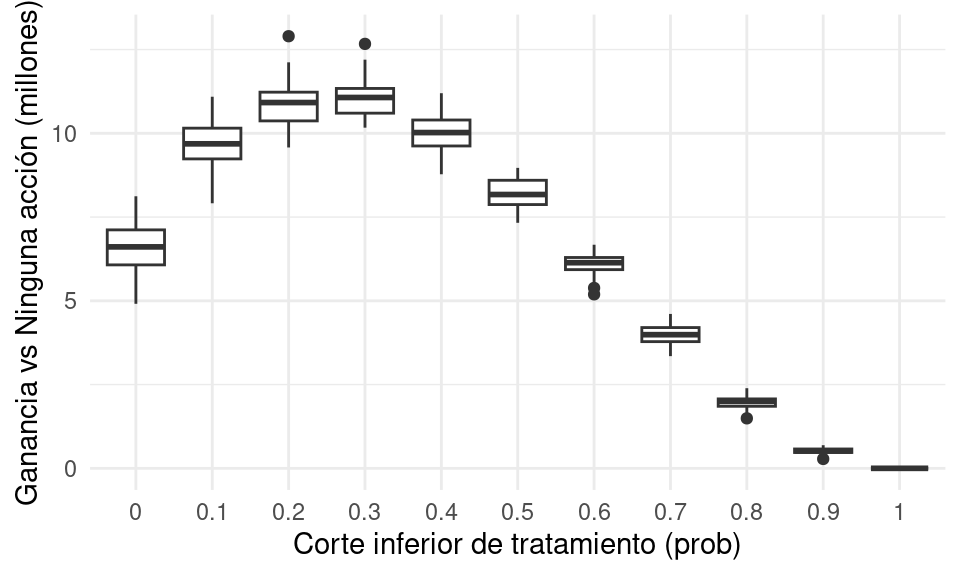 Ganancia vs Ninguna acción (millones)
10
5
0
0 0.1 0.2 0.3 0.4 0.5 0.6 0.7 0.8 0.9 1
Corte inferior de tratamiento (prob)